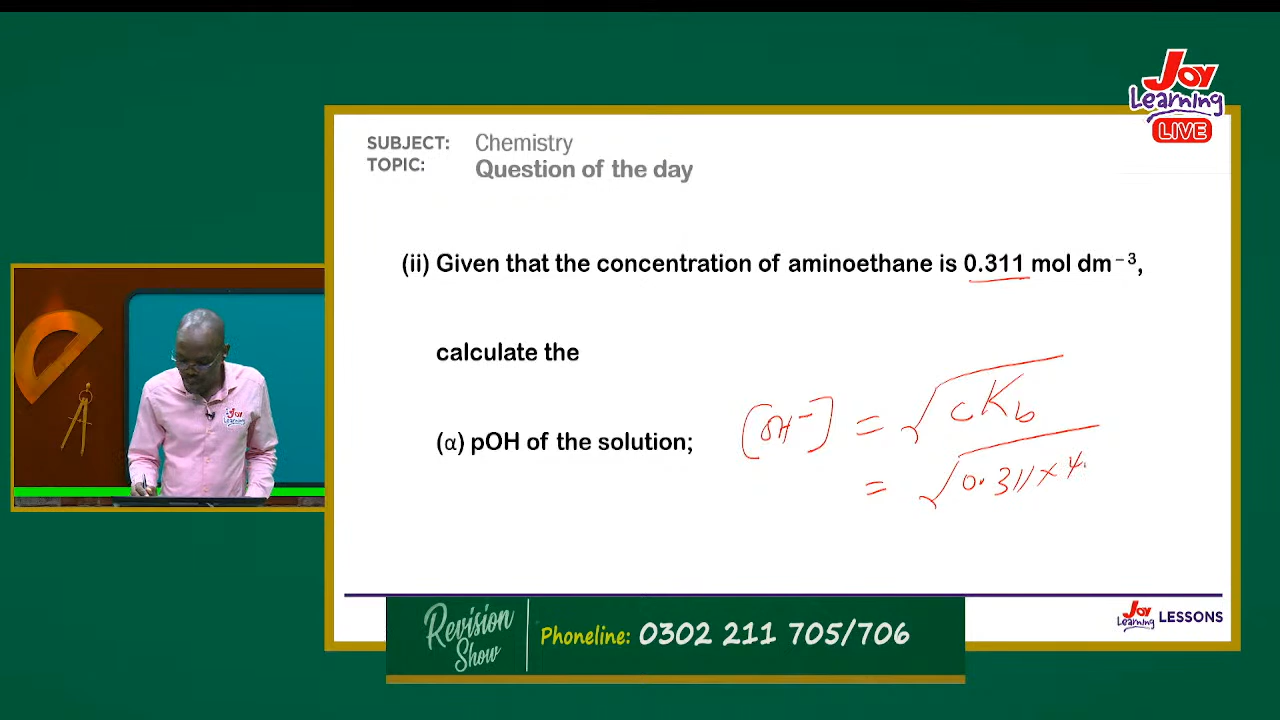 Joy
Learning
LIVE
SUBJECT: Chemistry
TOPIC: Question of the day
(ii) Given that the concentration of aminoethane is 0.311 mol dm⁻³,
calculate the
(α) pOH of the solution;
[OH⁻] = √cKb
= √0.311 × 4.
Joy
Learning
Joy
Learning LESSONS
Revision
Show
Phoneline: 0302 211 705/706